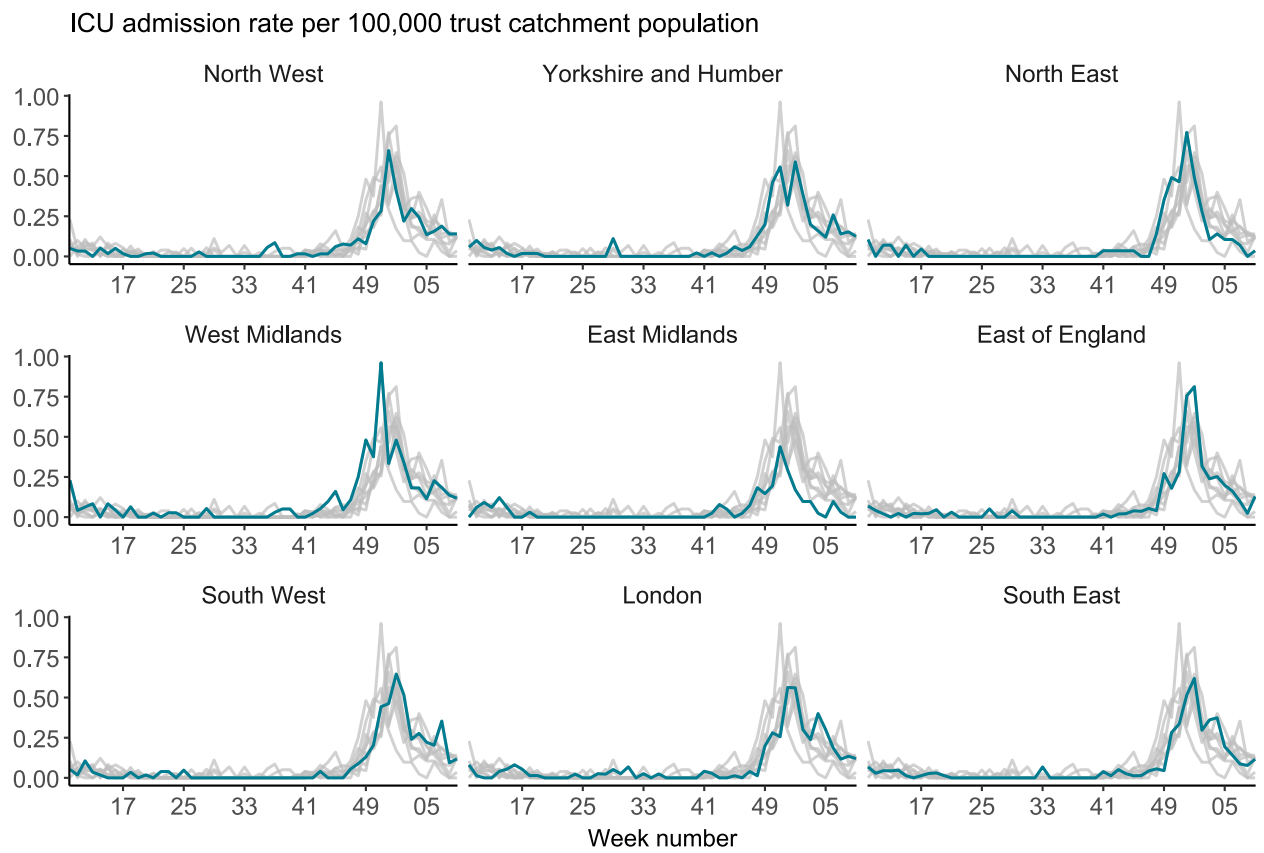 ICU admission rate per 100,000 trust catchment population
North West Yorkshire and Humber North East
1.00
0.75
0.50
0.25
0.00
17 25 33 41 49 05 17 25 33 41 49 05 17 25 33 41 49 05
West Midlands East Midlands East of England
1.00
0.75
0.50
0.25
0.00
17 25 33 41 49 05 17 25 33 41 49 05 17 25 33 41 49 05
South West London South East
1.00
0.75
0.50
0.25
0.00
17 25 33 41 49 05 17 25 33 41 49 05 17 25 33 41 49 05
Week number